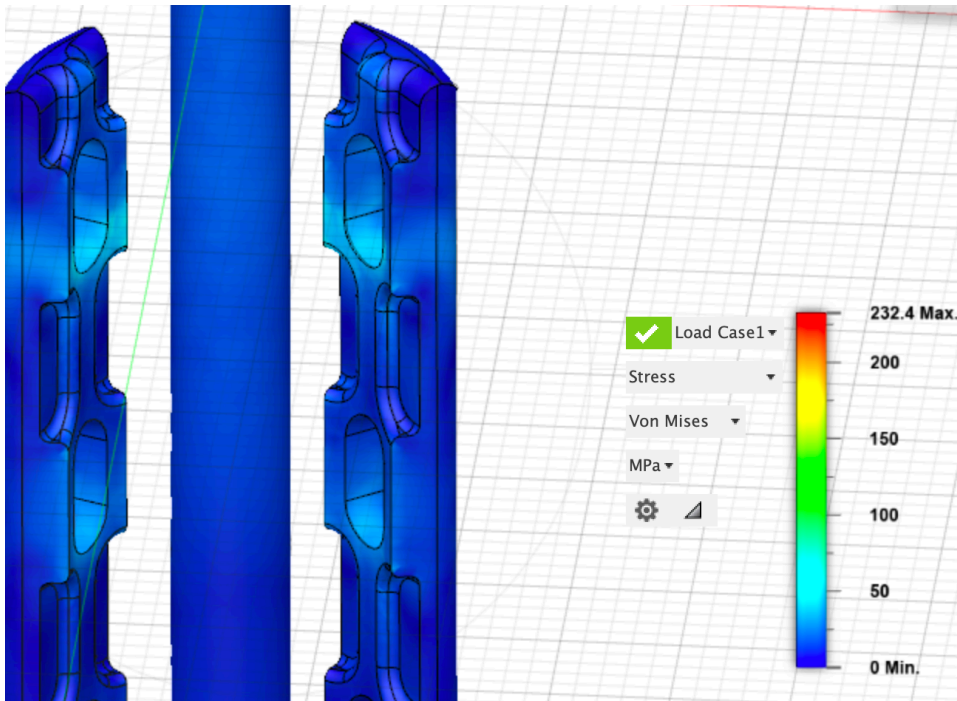 232.4 Max.
Load Case1
200
Stress
Von Mises
150
MPa
100
50
0 Min.